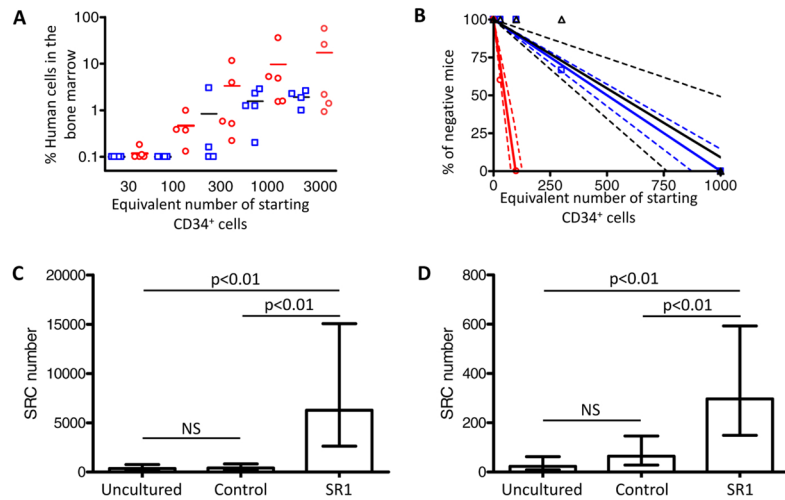 A
% Human cells in the
bone marrow
100
10
1
0.1
30 100 300 1000 3000
Equivalent number of starting
CD34⁺ cells
B
% of negative mice
100
75
50
25
0
0 250 500 750 1000
Equivalent number of starting
CD34⁺ cells
C
SRC number
20000
15000
10000
5000
0
p<0.01
p<0.01
NS
Uncultured Control SR1
D
SRC number
800
600
400
200
0
p<0.01
p<0.01
NS
Uncultured Control SR1